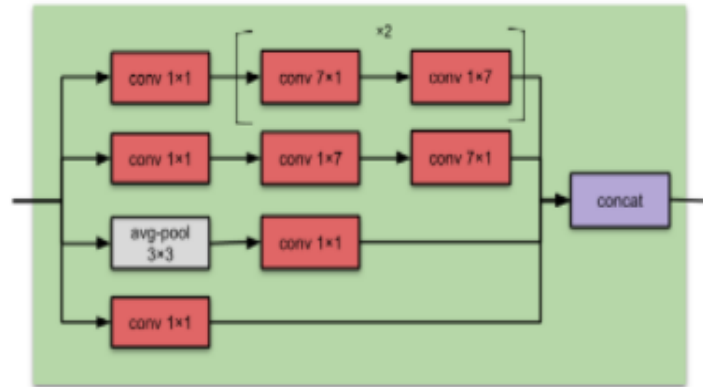 ×2
conv 1×1
conv 7×1
conv 1×7
conv 1×1
conv 1×7
conv 7×1
avg-pool
3×3
conv 1×1
concat
conv 1×1